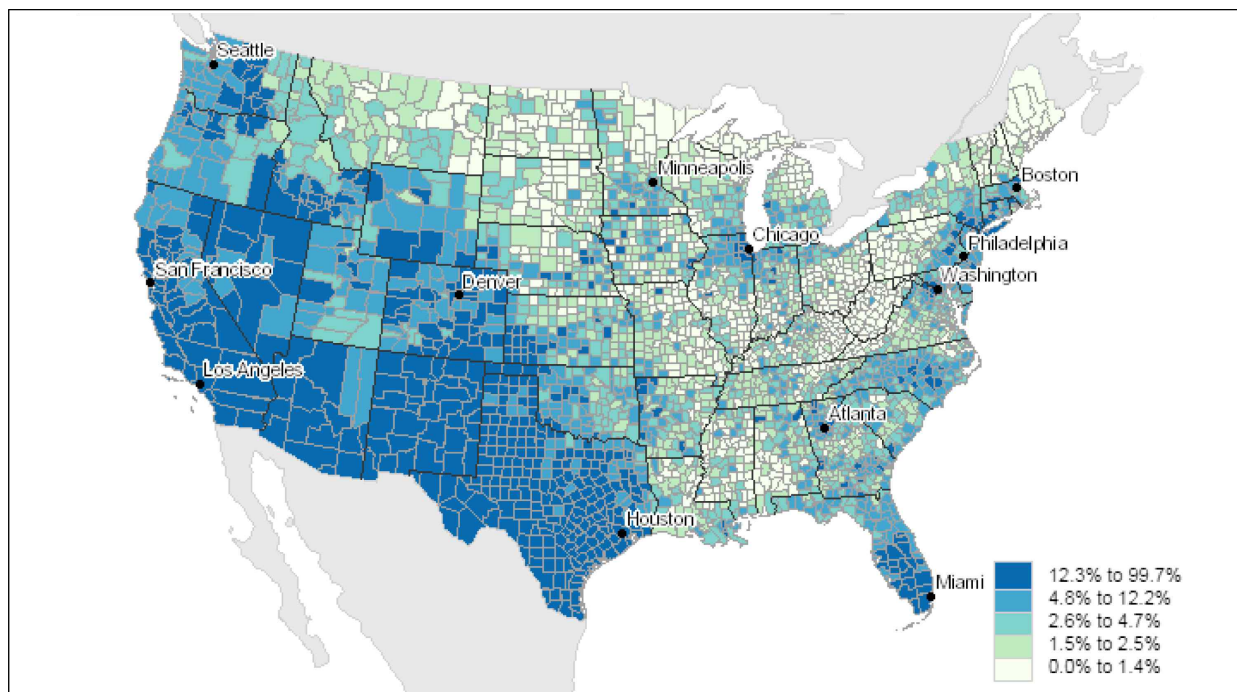 Seattle
Minneapolis
Boston
Chicago
Philadelphia
San Francisco
Washington
Denver
Los Angeles
Atlanta
Houston
Miami
12.3% to 99.7%
4.8% to 12.2%
2.6% to 4.7%
1.5% to 2.5%
0.0% to 1.4%